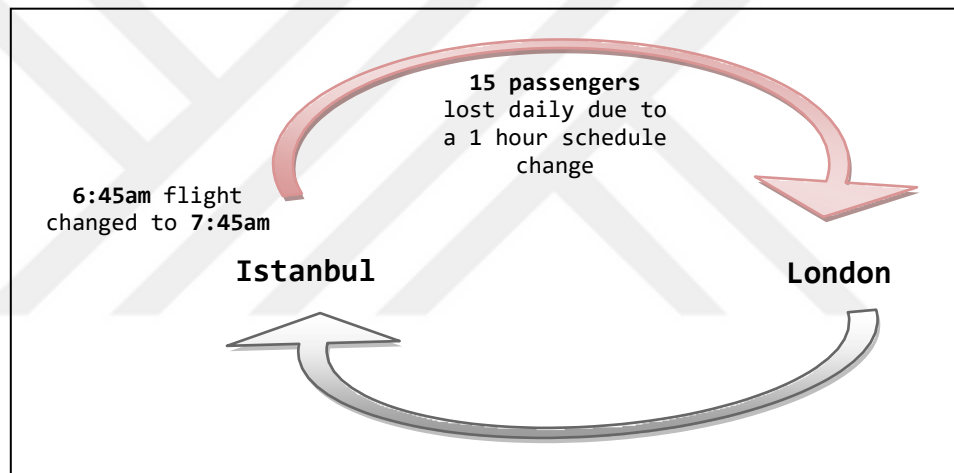 15 passengers
lost daily due to
a 1 hour schedule
change
6:45am flight
changed to 7:45am
Istanbul
London